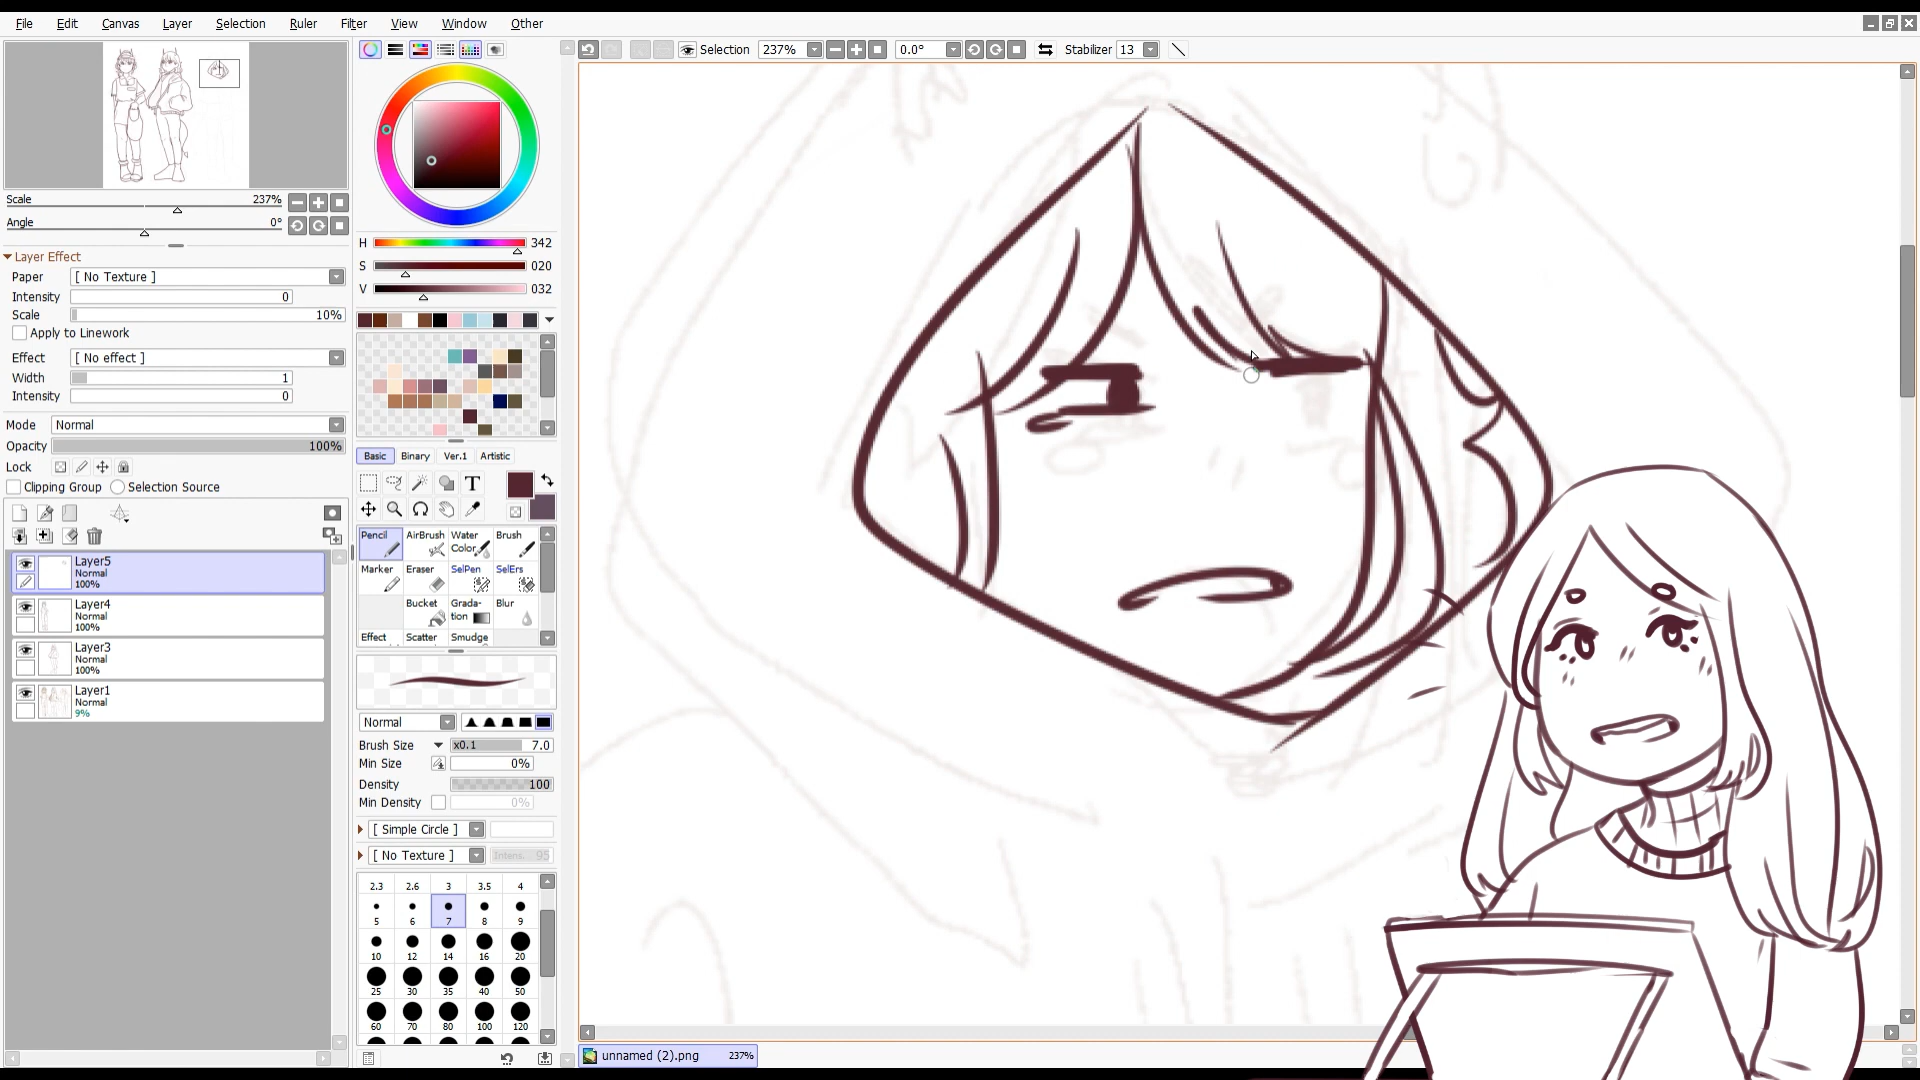 File Edit Canvas Layer Selection Ruler Filter View Window Other
Selection 237% 0.0° Stabilizer 13
Scale 237%
Angle 0°
Layer Effect
Paper [ No Texture ]
Intensity 0
Scale 10%
Apply to Linework
Effect [ No effect ]
Width 1
Intensity 0
Mode Normal
Opacity 100%
Lock
Clipping Group Selection Source
Layer5
Normal
100%
Layer4
Normal
100%
Layer3
Normal
100%
Layer1
Normal
9%
H 342
S 020
V 032
Basic Binary Ver.1 Artistic
T
Pencil AirBrush Water Color Brush
Marker Eraser SelPen SelErs
Bucket Grada-tion Blur
Effect Scatter Smudge
Normal
Brush Size x0.1 7.0
Min Size 0%
Density 100
Min Density 0%
[ Simple Circle ]
[ No Texture ] Intens.. 95
2.3 2.6 3 3.5 4
5 6 7 8 9
10 12 14 16 20
25 30 35 40 50
60 70 80 100 120
unnamed (2).png 237%